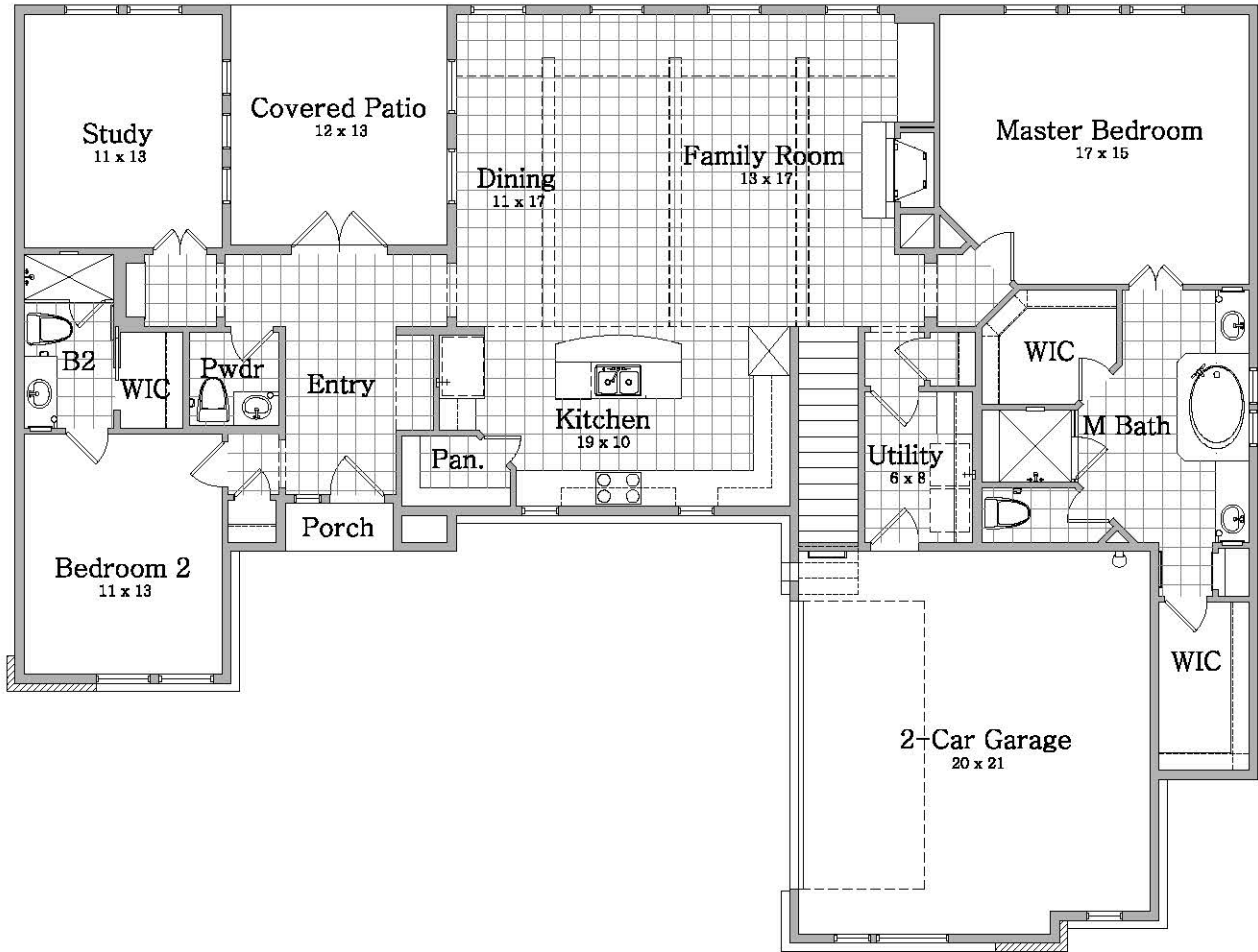 Study
11 x 13
Covered Patio
12 x 13
Dining
11 x 17
Family Room
13 x 17
Master Bedroom
17 x 15
B2
WIC
Pwdr
Entry
Kitchen
19 x 10
Pan.
Utility
6 x 8
WIC
M Bath
Porch
Bedroom 2
11 x 13
WIC
2-Car Garage
20 x 21